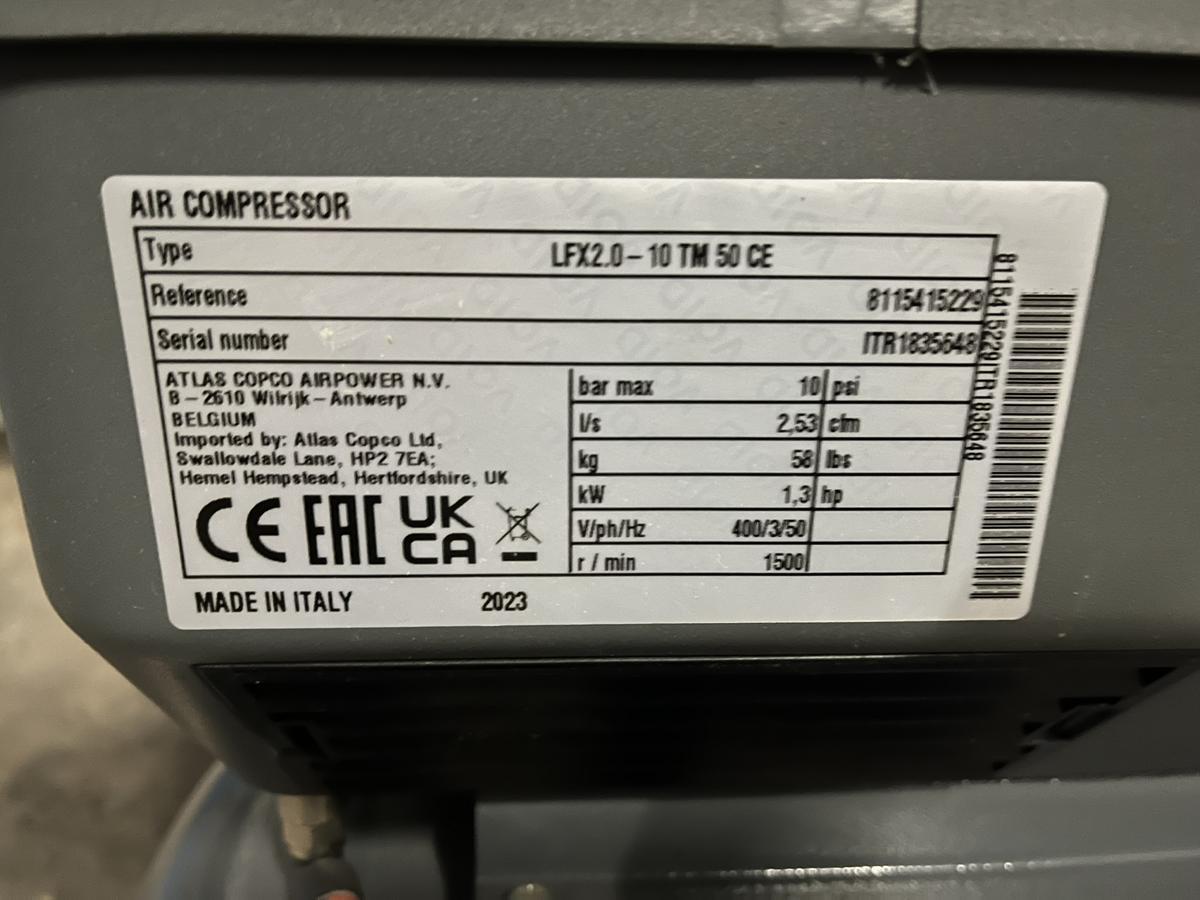 AIR COMPRESSOR
Type LFX2.0 – 10 TM 50 CE
Reference 8115415229
Serial number ITR1835648
ATLAS COPCO AIRPOWER N.V.
B – 2610 Wilrijk – Antwerp
BELGIUM
Imported by: Atlas Copco Ltd,
Swallowdale Lane, HP2 7EA;
Hemel Hempstead, Hertfordshire, UK
CE EAC UK
CA
bar max 10 psi
l/s 2,53 cfm
kg 58 lbs
kW 1,3 hp
V/ph/Hz 400/3/50
r / min 1500
MADE IN ITALY 2023
8115415229ITR1835648
VOID